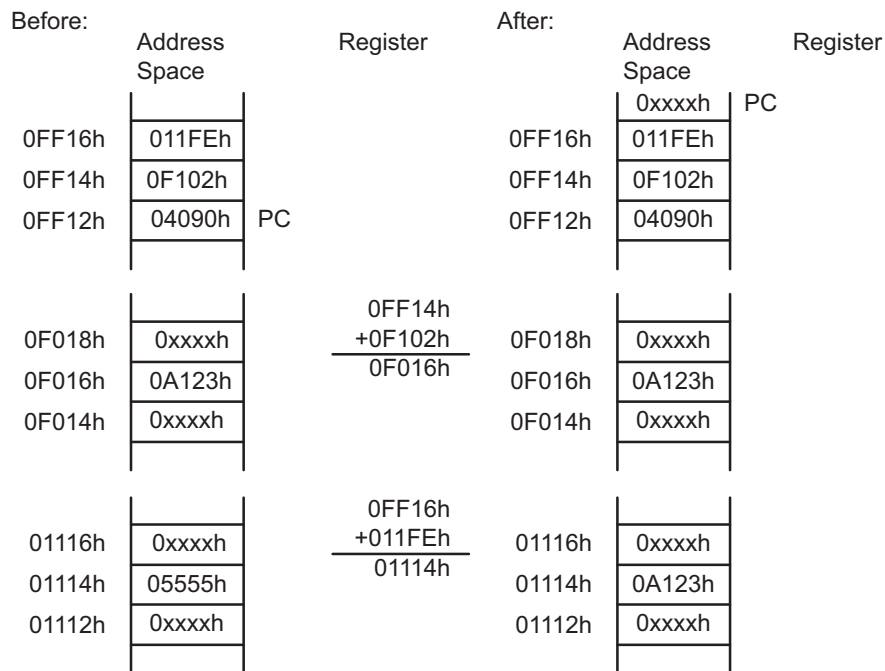 Before:
Address Space
Register
After:
Address Space
Register
0xxxxh PC
0FF16h 011FEh
0FF16h 011FEh
0FF14h 0F102h
0FF14h 0F102h
0FF12h 04090h PC
0FF12h 04090h
0FF14h
+0F102h
0F016h
0F018h 0xxxxh
0F018h 0xxxxh
0F016h 0A123h
0F016h 0A123h
0F014h 0xxxxh
0F014h 0xxxxh
0FF16h
+011FEh
01114h
01116h 0xxxxh
01116h 0xxxxh
01114h 05555h
01114h 0A123h
01112h 0xxxxh
01112h 0xxxxh